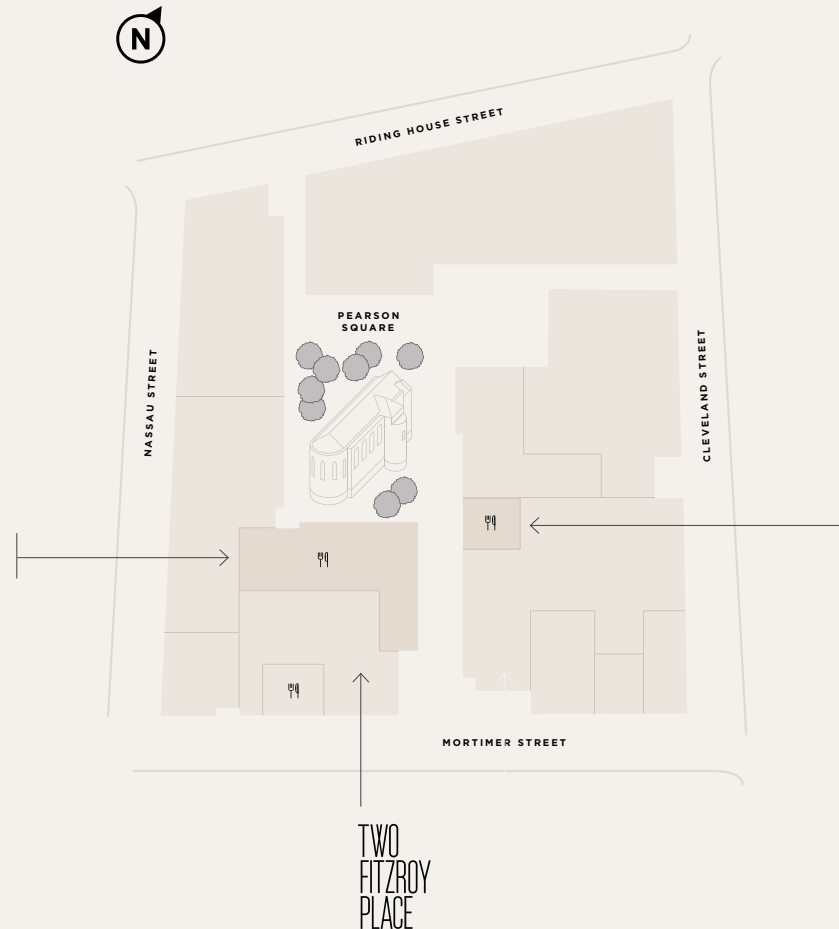 N
RIDING HOUSE STREET
PEARSON
SQUARE
NASSAU STREET
CLEVELAND STREET
MORTIMER STREET
TWO
FITZROY
PLACE